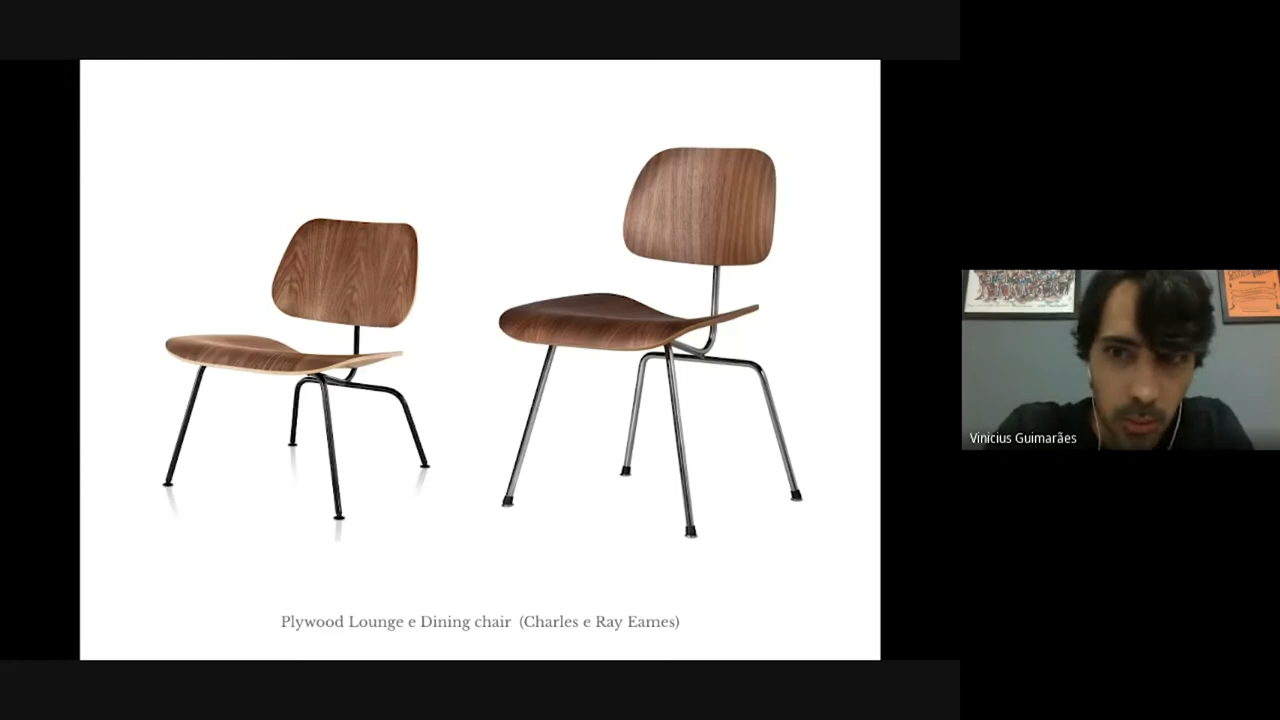 Plywood Lounge e Dining chair (Charles e Ray Eames)
Vinicius Guimarães